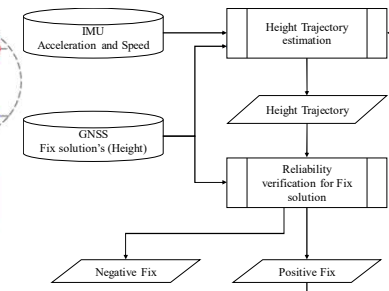 IMU
Acceleration and Speed
Height Trajectory
estimation
Height Trajectory
GNSS
Fix solution's (Height)
Reliability
verification for Fix
solution
Negative Fix
Positive Fix